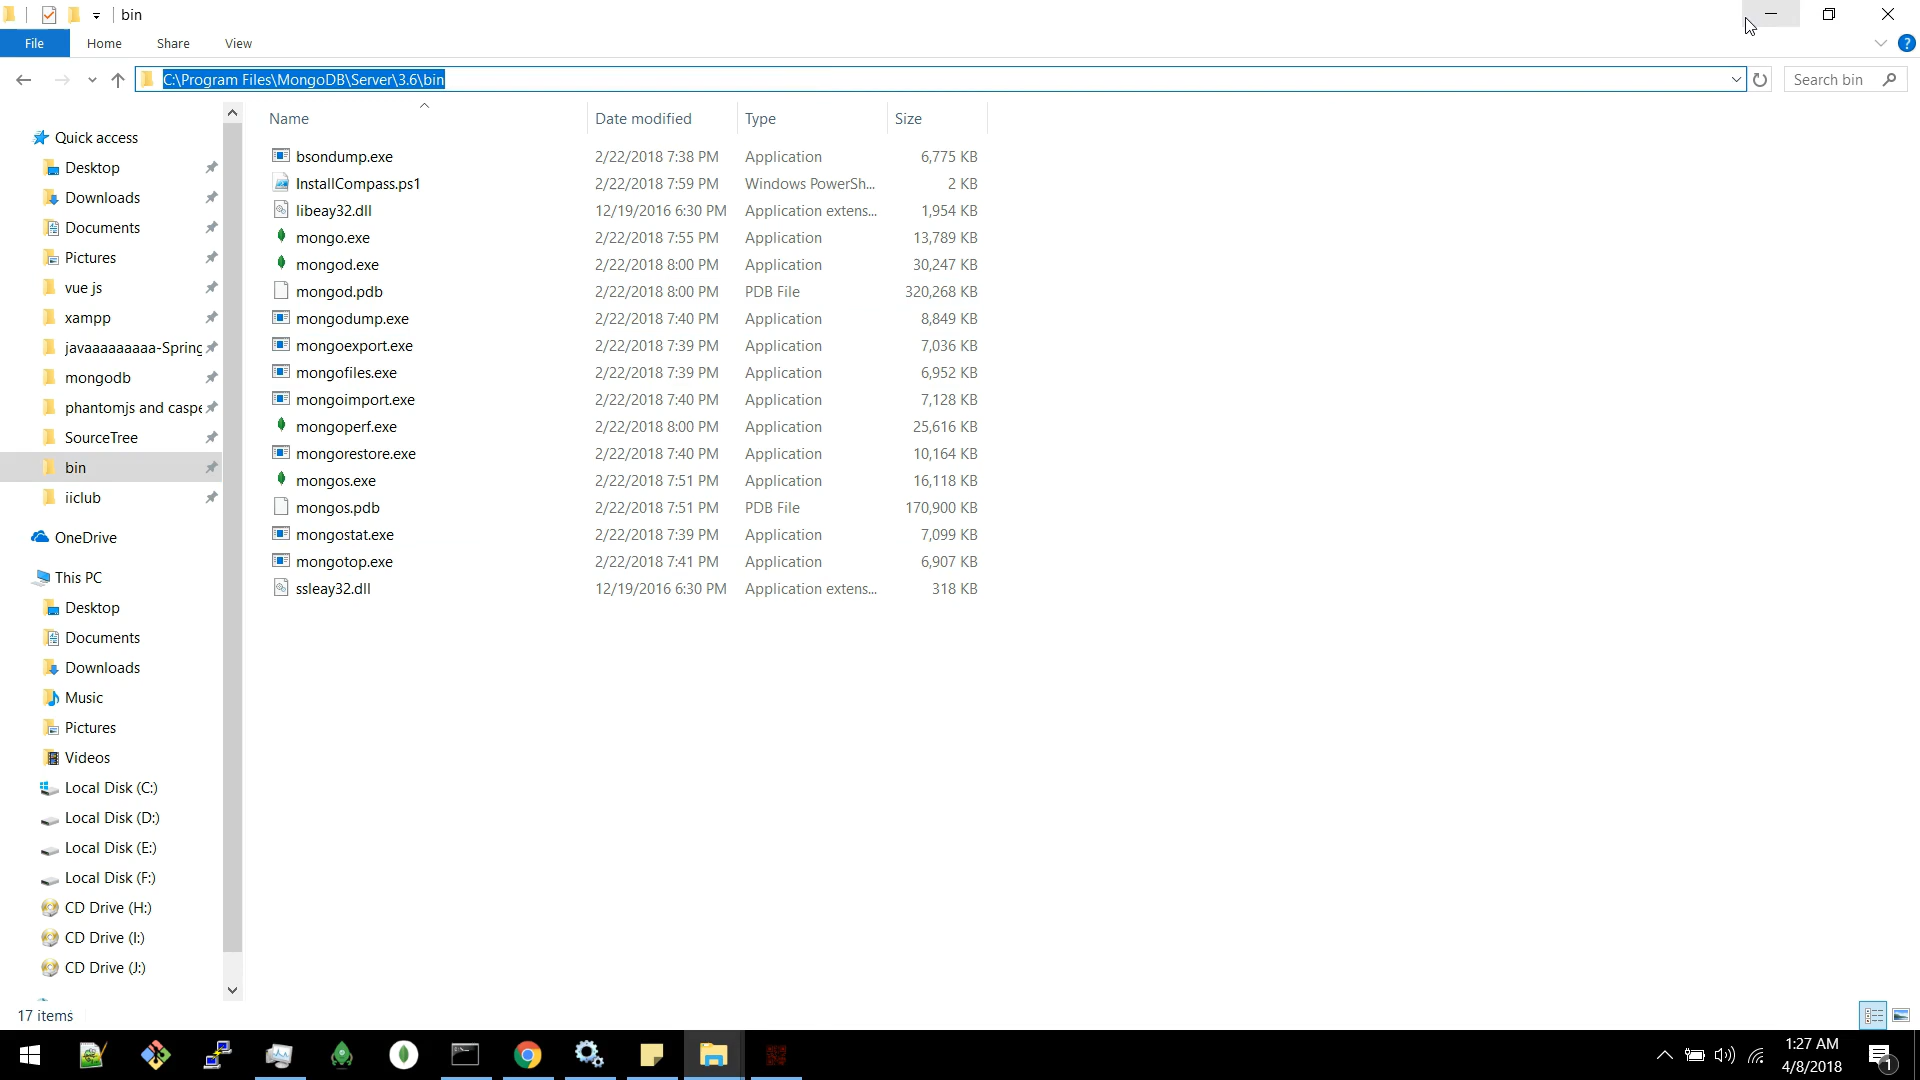 bin
File Home Share View
C:\Program Files\MongoDB\Server\3.6\bin
Search bin
Name Date modified Type Size
Quick access
Desktop
Downloads
Documents
Pictures
vue js
xampp
javaaaaaaaaa-Spring
mongodb
phantomjs and caspe
SourceTree
bin
iiclub
OneDrive
This PC
Desktop
Documents
Downloads
Music
Pictures
Videos
Local Disk (C:)
Local Disk (D:)
Local Disk (E:)
Local Disk (F:)
CD Drive (H:)
CD Drive (I:)
CD Drive (J:)
bsondump.exe 2/22/2018 7:38 PM Application 6,775 KB
InstallCompass.ps1 2/22/2018 7:59 PM Windows PowerSh... 2 KB
libeay32.dll 12/19/2016 6:30 PM Application extens... 1,954 KB
mongo.exe 2/22/2018 7:55 PM Application 13,789 KB
mongod.exe 2/22/2018 8:00 PM Application 30,247 KB
mongod.pdb 2/22/2018 8:00 PM PDB File 320,268 KB
mongodump.exe 2/22/2018 7:40 PM Application 8,849 KB
mongoexport.exe 2/22/2018 7:39 PM Application 7,036 KB
mongofiles.exe 2/22/2018 7:39 PM Application 6,952 KB
mongoimport.exe 2/22/2018 7:40 PM Application 7,128 KB
mongoperf.exe 2/22/2018 8:00 PM Application 25,616 KB
mongorestore.exe 2/22/2018 7:40 PM Application 10,164 KB
mongos.exe 2/22/2018 7:51 PM Application 16,118 KB
mongos.pdb 2/22/2018 7:51 PM PDB File 170,900 KB
mongostat.exe 2/22/2018 7:39 PM Application 7,099 KB
mongotop.exe 2/22/2018 7:41 PM Application 6,907 KB
ssleay32.dll 12/19/2016 6:30 PM Application extens... 318 KB
17 items
1:27 AM
4/8/2018
1